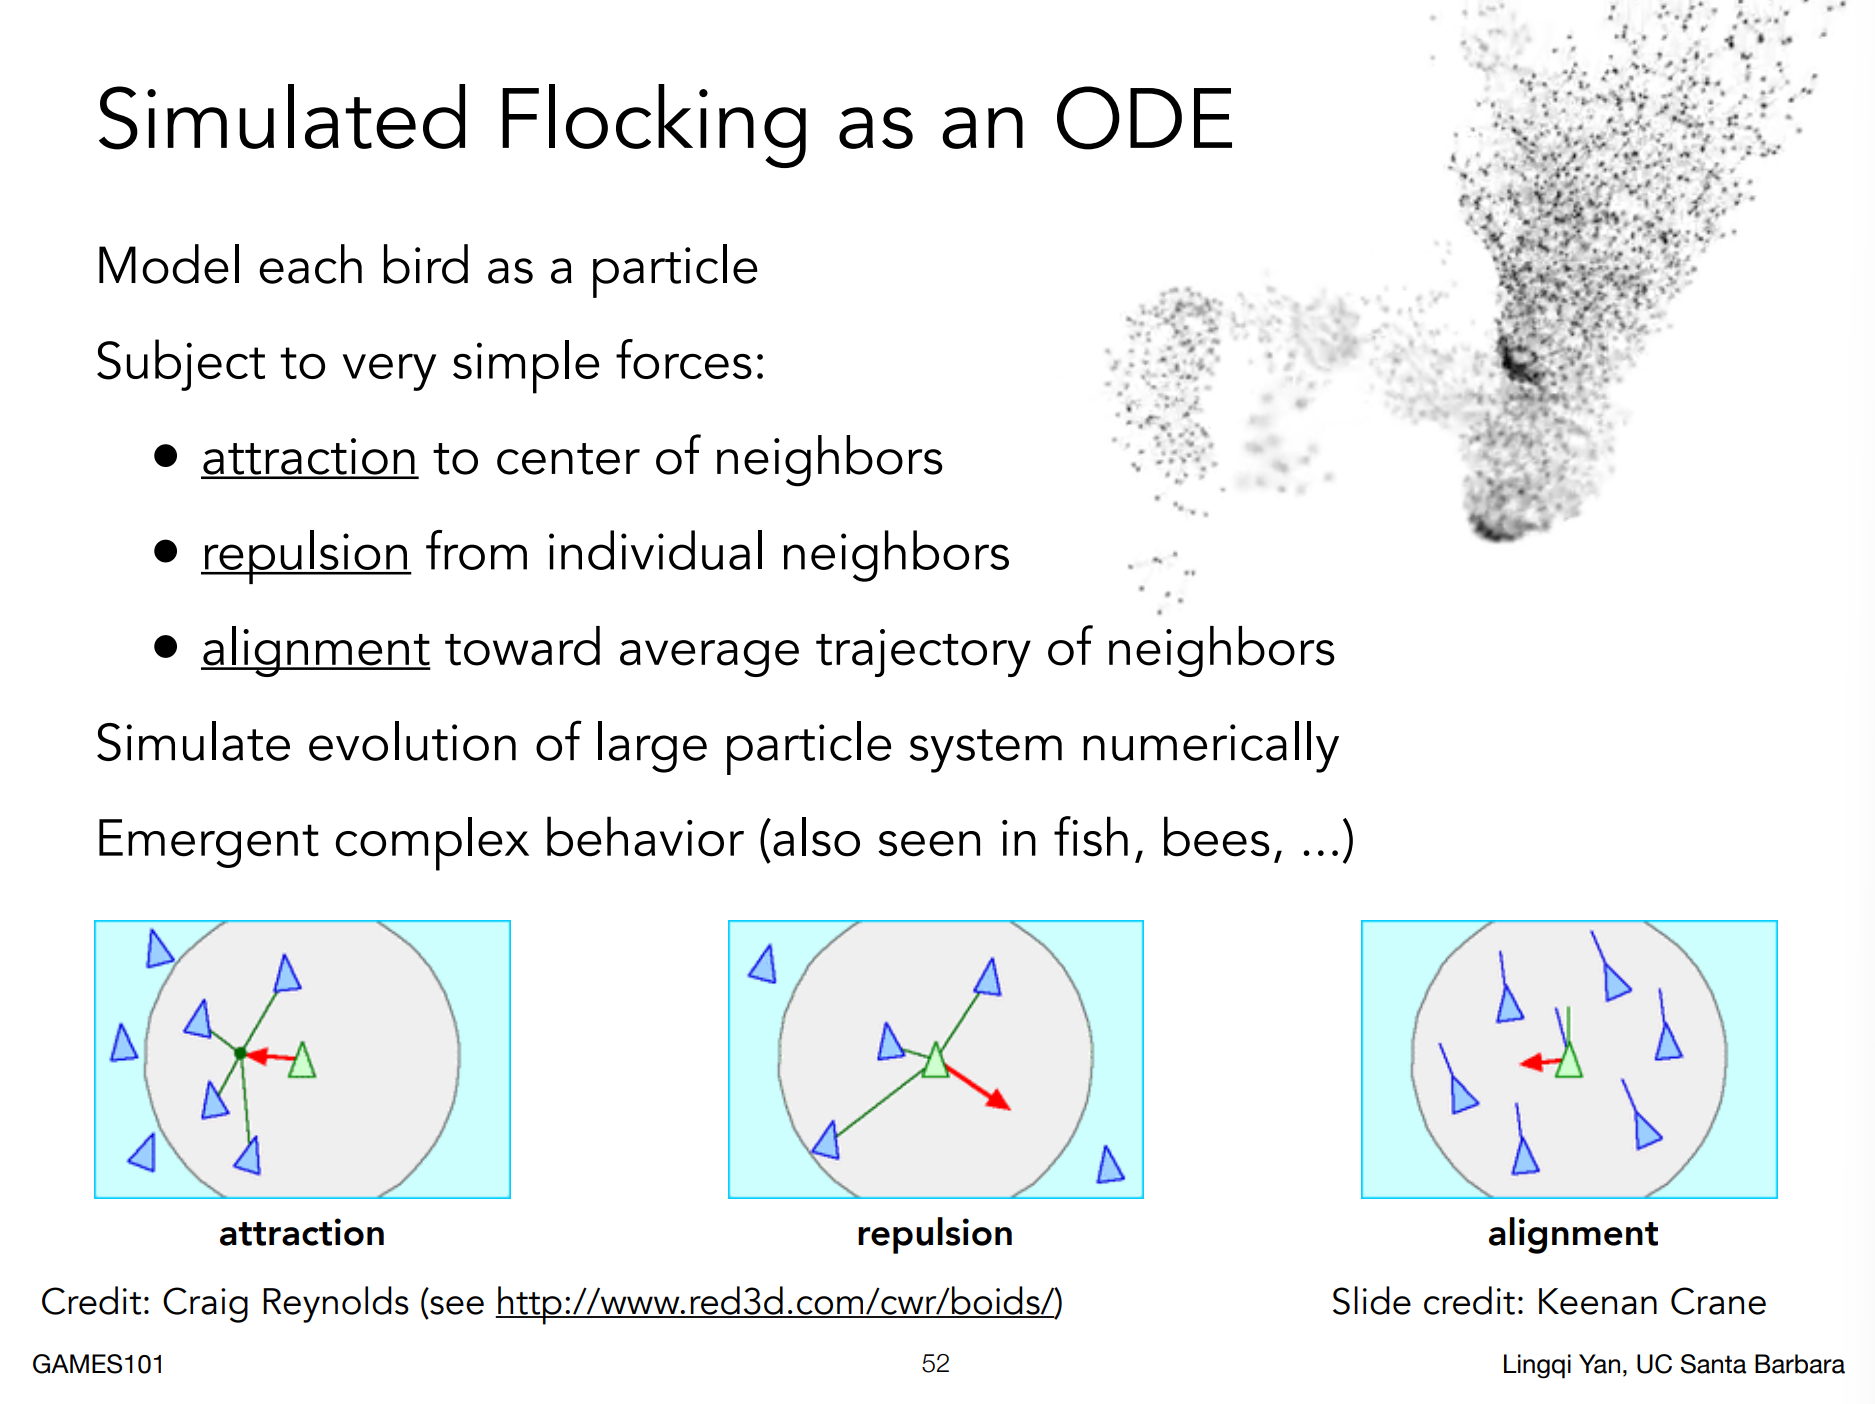 Simulated Flocking as an ODE
Model each bird as a particle
Subject to very simple forces:
• attraction to center of neighbors
• repulsion from individual neighbors
• alignment toward average trajectory of neighbors
Simulate evolution of large particle system numerically
Emergent complex behavior (also seen in fish, bees, ...)
attraction
repulsion
alignment
Credit: Craig Reynolds (see http://www.red3d.com/cwr/boids/)
Slide credit: Keenan Crane
GAMES101
52
Lingqi Yan, UC Santa Barbara